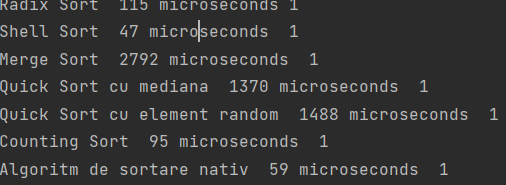 Radix Sort 115 microseconds 1
Shell Sort 47 microseconds 1
Merge Sort 2792 microseconds 1
Quick Sort cu mediana 1370 microseconds 1
Quick Sort cu element random 1488 microseconds 1
Counting Sort 95 microseconds 1
Algoritm de sortare nativ 59 microseconds 1